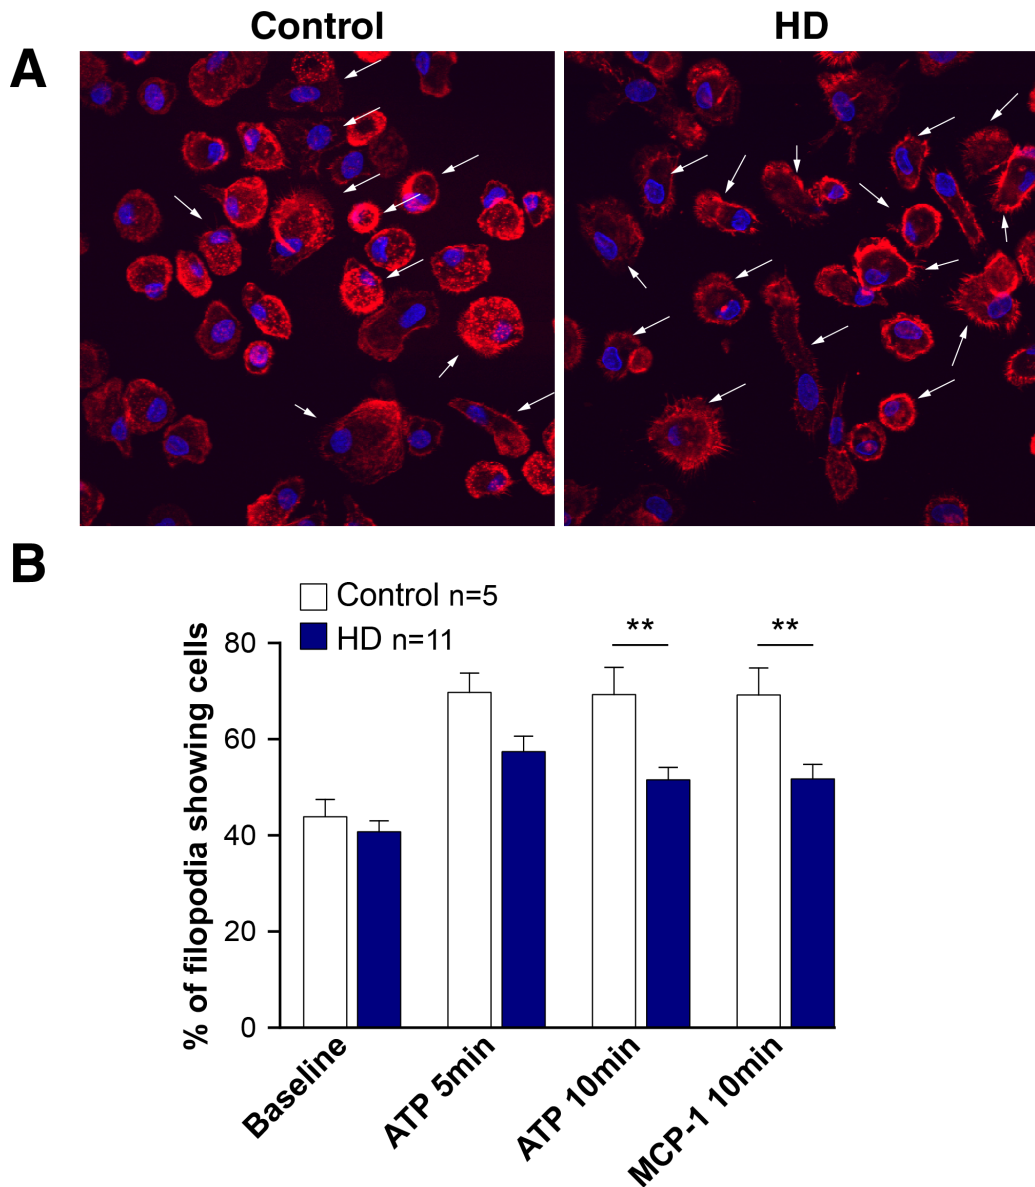 Control HD
A
B
Control n=5
HD n=11
** **
% of filopodia showing cells
80
60
40
20
0
Baseline
ATP 5min
ATP 10min
MCP-1 10min